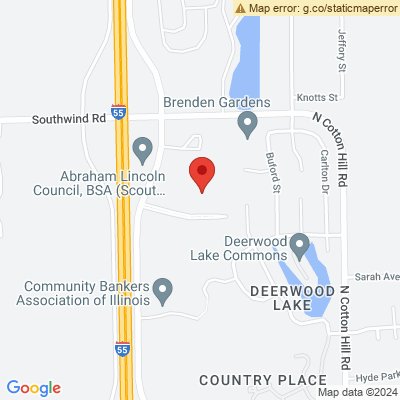 Map error: g.co/staticmaperror
Jeffory St
Knotts St
Brenden Gardens
55
Southwind Rd
N Cotton Hill Rd
Abraham Lincoln
Council, BSA (Scout...
Buford St
Carlton Dr
Deerwood
Lake Commons
Sarah Ave
Community Bankers
Association of Illinois
DEERWOOD
LAKE
N Cotton Hill Rd
55
COUNTRY PLACE
Hyde Park
Google
Map data ©2024